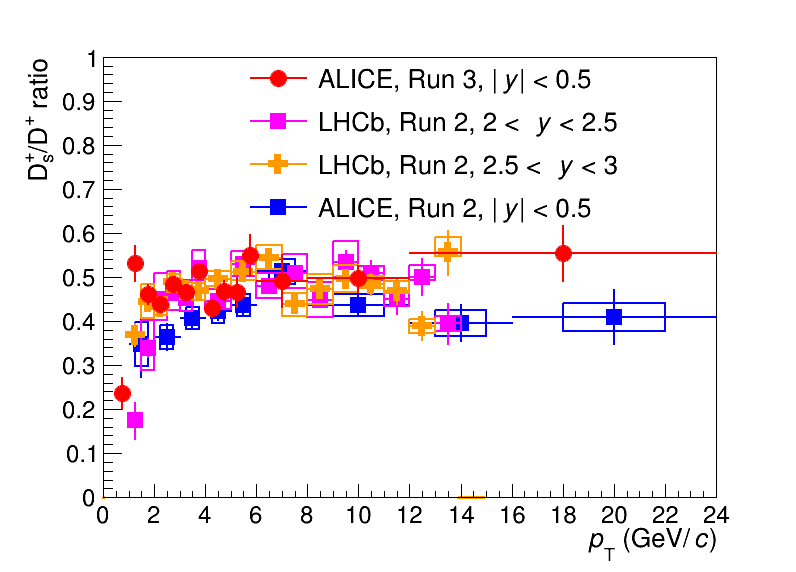 D_s^+/D^+ ratio
1
0.9
0.8
0.7
0.6
0.5
0.4
0.3
0.2
0.1
0
ALICE, Run 3, |y| < 0.5
LHCb, Run 2, 2 < y < 2.5
LHCb, Run 2, 2.5 < y < 3
ALICE, Run 2, |y| < 0.5
0 2 4 6 8 10 12 14 16 18 20 22 24
p_T (GeV/c)